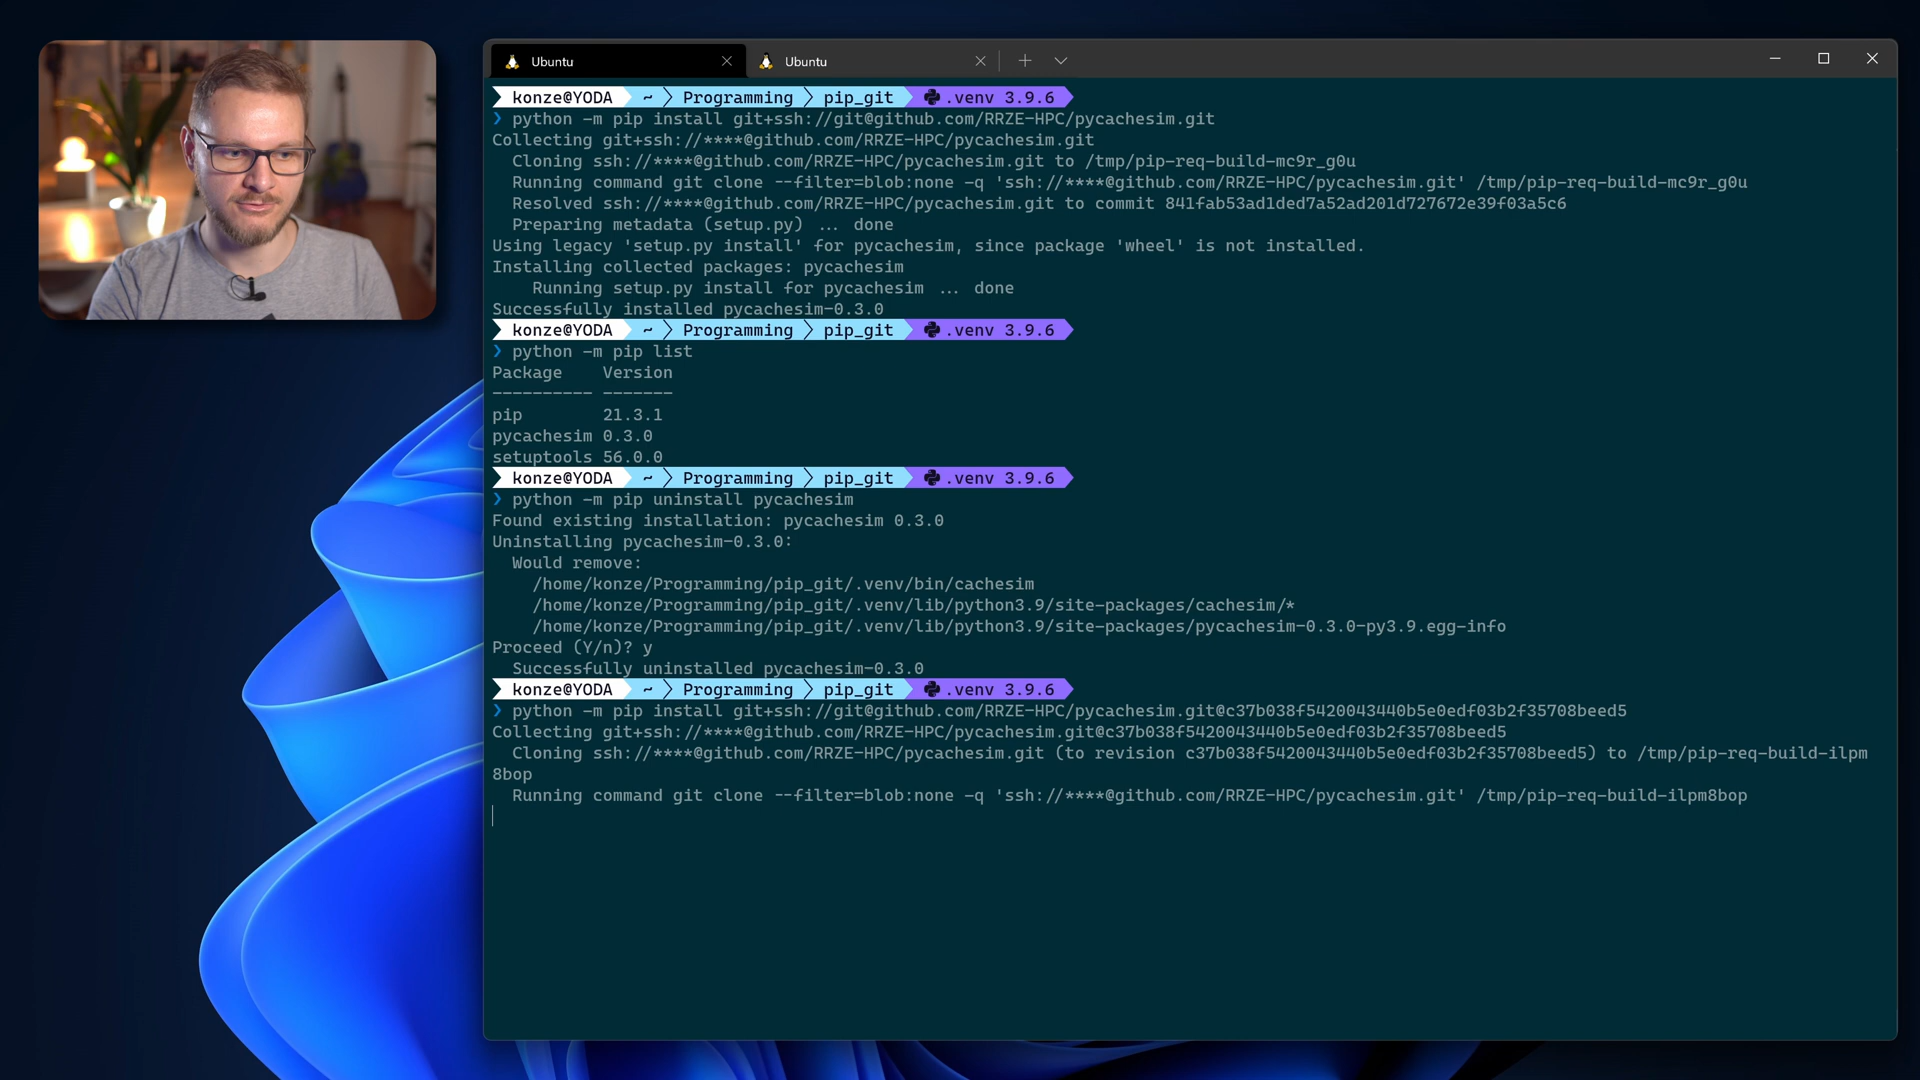 Ubuntu
Ubuntu
konze@YODA ~ Programming pip_git .venv 3.9.6
❯ python -m pip install git+ssh://git@github.com/RRZE-HPC/pycachesim.git
Collecting git+ssh://****@github.com/RRZE-HPC/pycachesim.git
Cloning ssh://****@github.com/RRZE-HPC/pycachesim.git to /tmp/pip-req-build-mc9r_g0u
Running command git clone --filter=blob:none -q 'ssh://****@github.com/RRZE-HPC/pycachesim.git' /tmp/pip-req-build-mc9r_g0u
Resolved ssh://****@github.com/RRZE-HPC/pycachesim.git to commit 841fab53ad1ded7a52ad201d727672e39f03a5c6
Preparing metadata (setup.py) ... done
Using legacy 'setup.py install' for pycachesim, since package 'wheel' is not installed.
Installing collected packages: pycachesim
Running setup.py install for pycachesim ... done
Successfully installed pycachesim-0.3.0
konze@YODA ~ Programming pip_git .venv 3.9.6
❯ python -m pip list
Package    Version
---------- -------
pip        21.3.1
pycachesim 0.3.0
setuptools 56.0.0
konze@YODA ~ Programming pip_git .venv 3.9.6
❯ python -m pip uninstall pycachesim
Found existing installation: pycachesim 0.3.0
Uninstalling pycachesim-0.3.0:
Would remove:
/home/konze/Programming/pip_git/.venv/bin/cachesim
/home/konze/Programming/pip_git/.venv/lib/python3.9/site-packages/cachesim/*
/home/konze/Programming/pip_git/.venv/lib/python3.9/site-packages/pycachesim-0.3.0-py3.9.egg-info
Proceed (Y/n)? y
Successfully uninstalled pycachesim-0.3.0
konze@YODA ~ Programming pip_git .venv 3.9.6
❯ python -m pip install git+ssh://git@github.com/RRZE-HPC/pycachesim.git@c37b038f5420043440b5e0edf03b2f35708beed5
Collecting git+ssh://****@github.com/RRZE-HPC/pycachesim.git@c37b038f5420043440b5e0edf03b2f35708beed5
Cloning ssh://****@github.com/RRZE-HPC/pycachesim.git (to revision c37b038f5420043440b5e0edf03b2f35708beed5) to /tmp/pip-req-build-ilpm
8bop
Running command git clone --filter=blob:none -q 'ssh://****@github.com/RRZE-HPC/pycachesim.git' /tmp/pip-req-build-ilpm8bop